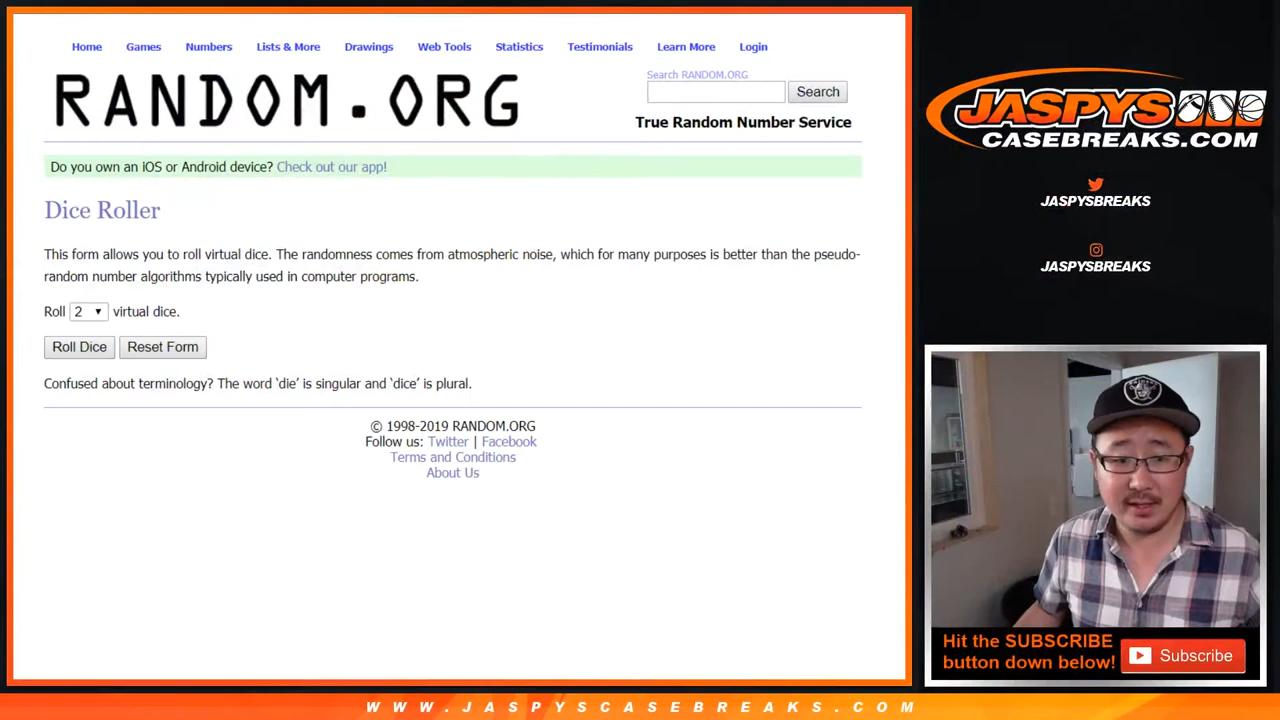 Home Games Numbers Lists & More Drawings Web Tools Statistics Testimonials Learn More Login
RANDOM.ORG
Search RANDOM.ORG
Search
True Random Number Service
Do you own an iOS or Android device? Check out our app!
Dice Roller
This form allows you to roll virtual dice. The randomness comes from atmospheric noise, which for many purposes is better than the pseudo-
random number algorithms typically used in computer programs.
Roll 2 virtual dice.
Roll Dice Reset Form
Confused about terminology? The word ‘die’ is singular and ‘dice’ is plural.
© 1998-2019 RANDOM.ORG
Follow us: Twitter | Facebook
Terms and Conditions
About Us
JASPYS
CASEBREAKS.COM
JASPYSBREAKS
JASPYSBREAKS
Hit the SUBSCRIBE
button down below!
Subscribe
WWW.JASPYSCASEBREAKS.COM